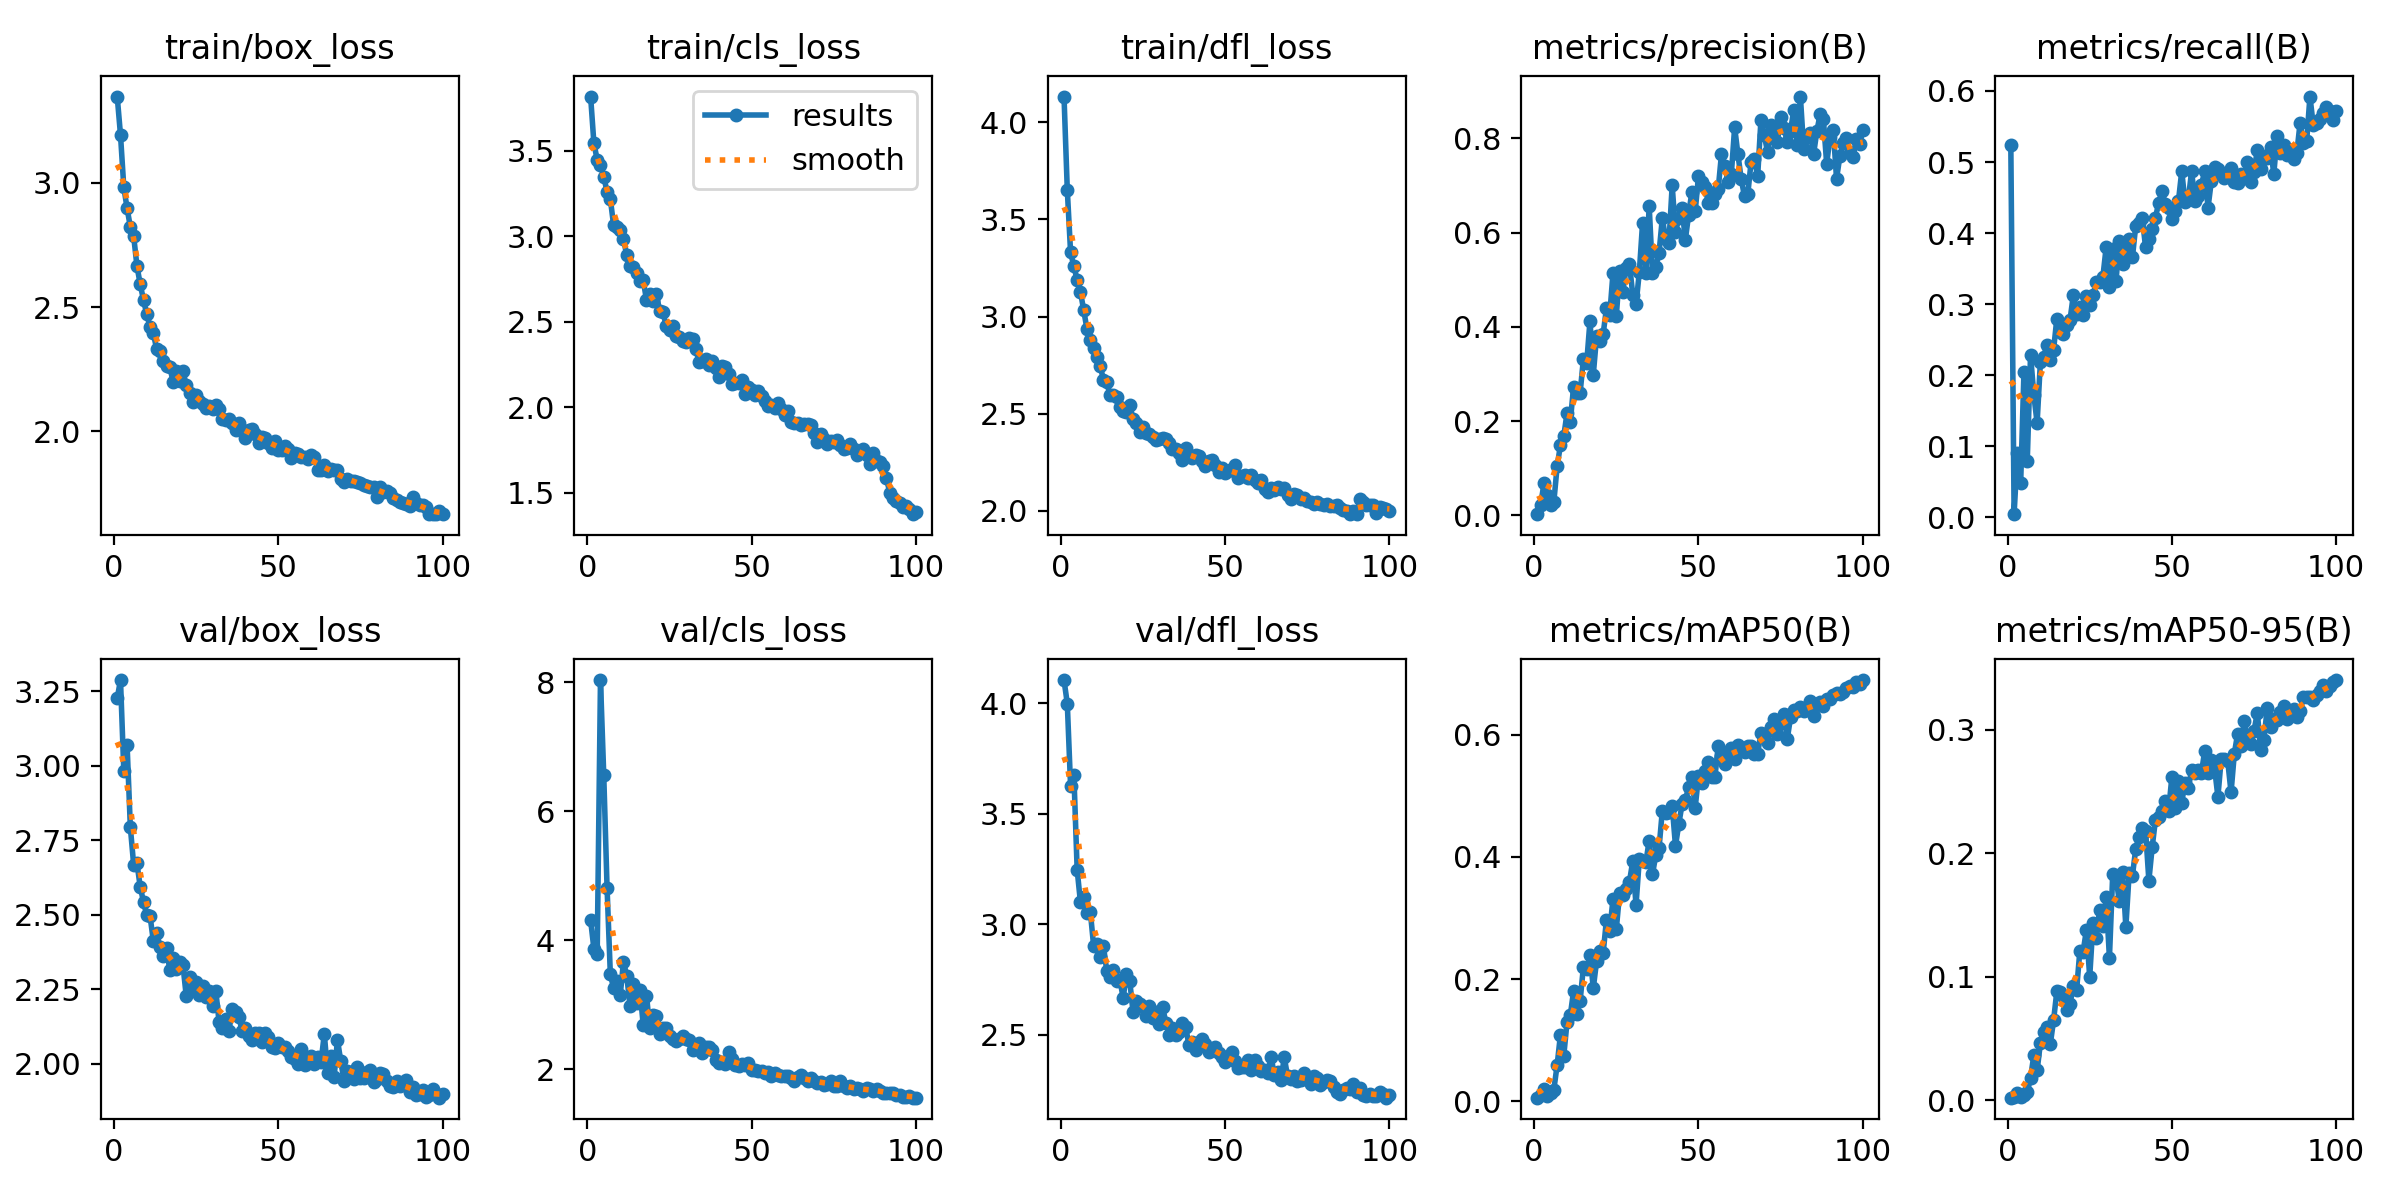 train/box_loss
3.0
2.5
2.0
0 50 100
train/cls_loss
results
smooth
3.5
3.0
2.5
2.0
1.5
0 50 100
train/dfl_loss
4.0
3.5
3.0
2.5
2.0
0 50 100
metrics/precision(B)
0.8
0.6
0.4
0.2
0.0
0 50 100
metrics/recall(B)
0.6
0.5
0.4
0.3
0.2
0.1
0.0
0 50 100
val/box_loss
3.25
3.00
2.75
2.50
2.25
2.00
0 50 100
val/cls_loss
8
6
4
2
0 50 100
val/dfl_loss
4.0
3.5
3.0
2.5
0 50 100
metrics/mAP50(B)
0.6
0.4
0.2
0.0
0 50 100
metrics/mAP50-95(B)
0.3
0.2
0.1
0.0
0 50 100